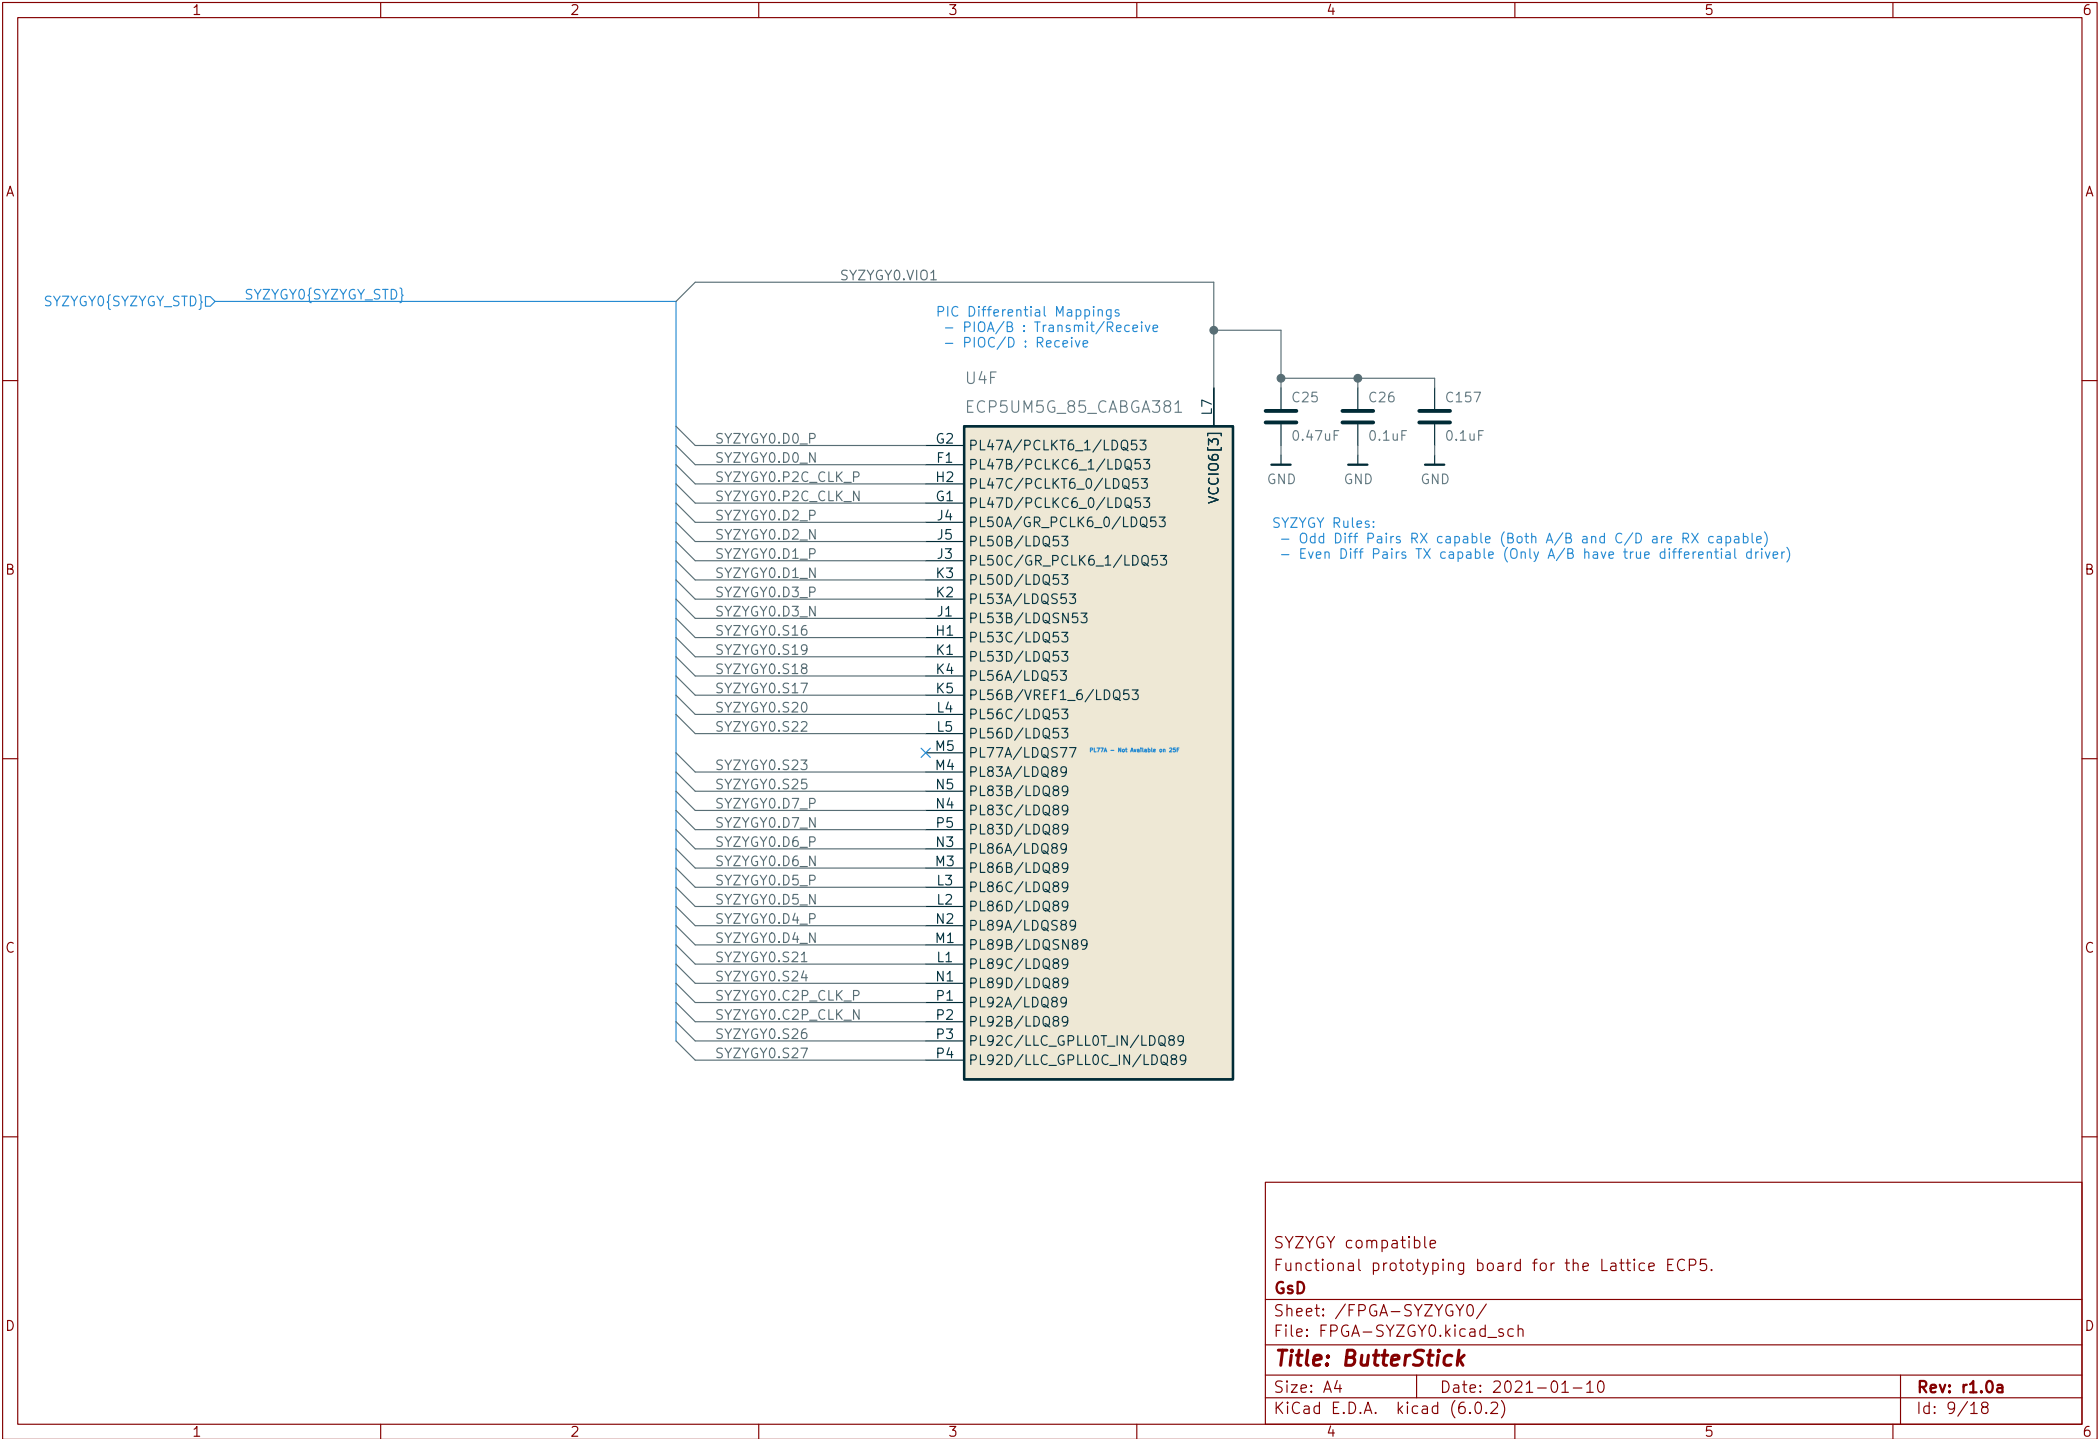 1 2 3 4 5 6
A A
SYZYGY0.VIO1
SYZYGY0{SYZYGY_STD}
SYZYGY0{SYZYGY_STD}
PIC Differential Mappings
- PIOA/B : Transmit/Receive
- PIOC/D : Receive
U4F
ECP5UM5G_85_CABGA381
L7
VCCIO6[3]
C25
0.47uF
GND
C26
0.1uF
GND
C157
0.1uF
GND
SYZYGY Rules:
- Odd Diff Pairs RX capable (Both A/B and C/D are RX capable)
- Even Diff Pairs TX capable (Only A/B have true differential driver)
B B
SYZYGY0.D0_P G2 PL47A/PCLKT6_1/LDQ53
SYZYGY0.D0_N F1 PL47B/PCLKC6_1/LDQ53
SYZYGY0.P2C_CLK_P H2 PL47C/PCLKT6_0/LDQ53
SYZYGY0.P2C_CLK_N G1 PL47D/PCLKC6_0/LDQ53
SYZYGY0.D2_P J4 PL50A/GR_PCLK6_0/LDQ53
SYZYGY0.D2_N J5 PL50B/LDQ53
SYZYGY0.D1_P J3 PL50C/GR_PCLK6_1/LDQ53
SYZYGY0.D1_N K3 PL50D/LDQ53
SYZYGY0.D3_P K2 PL53A/LDQS53
SYZYGY0.D3_N J1 PL53B/LDQSN53
SYZYGY0.S16 H1 PL53C/LDQ53
SYZYGY0.S19 K1 PL53D/LDQ53
SYZYGY0.S18 K4 PL56A/LDQ53
SYZYGY0.S17 K5 PL56B/VREF1_6/LDQ53
SYZYGY0.S20 L4 PL56C/LDQ53
SYZYGY0.S22 L5 PL56D/LDQ53
M5 PL77A/LDQS77 PL77A - Not Available on 25F
SYZYGY0.S23 M4 PL83A/LDQ89
SYZYGY0.S25 N5 PL83B/LDQ89
SYZYGY0.D7_P N4 PL83C/LDQ89
SYZYGY0.D7_N P5 PL83D/LDQ89
SYZYGY0.D6_P N3 PL86A/LDQ89
SYZYGY0.D6_N M3 PL86B/LDQ89
SYZYGY0.D5_P L3 PL86C/LDQ89
SYZYGY0.D5_N L2 PL86D/LDQ89
SYZYGY0.D4_P N2 PL89A/LDQS89
SYZYGY0.D4_N M1 PL89B/LDQSN89
SYZYGY0.S21 L1 PL89C/LDQ89
SYZYGY0.S24 N1 PL89D/LDQ89
SYZYGY0.C2P_CLK_P P1 PL92A/LDQ89
SYZYGY0.C2P_CLK_N P2 PL92B/LDQ89
SYZYGY0.S26 P3 PL92C/LLC_GPLL0T_IN/LDQ89
SYZYGY0.S27 P4 PL92D/LLC_GPLL0C_IN/LDQ89
C C
SYZYGY compatible
Functional prototyping board for the Lattice ECP5.
GsD
Sheet: /FPGA-SYZYGY0/
File: FPGA-SYZGY0.kicad_sch
Title: ButterStick
Size: A4 Date: 2021-01-10 Rev: r1.0a
KiCad E.D.A. kicad (6.0.2) Id: 9/18
D D
1 2 3 4 5 6